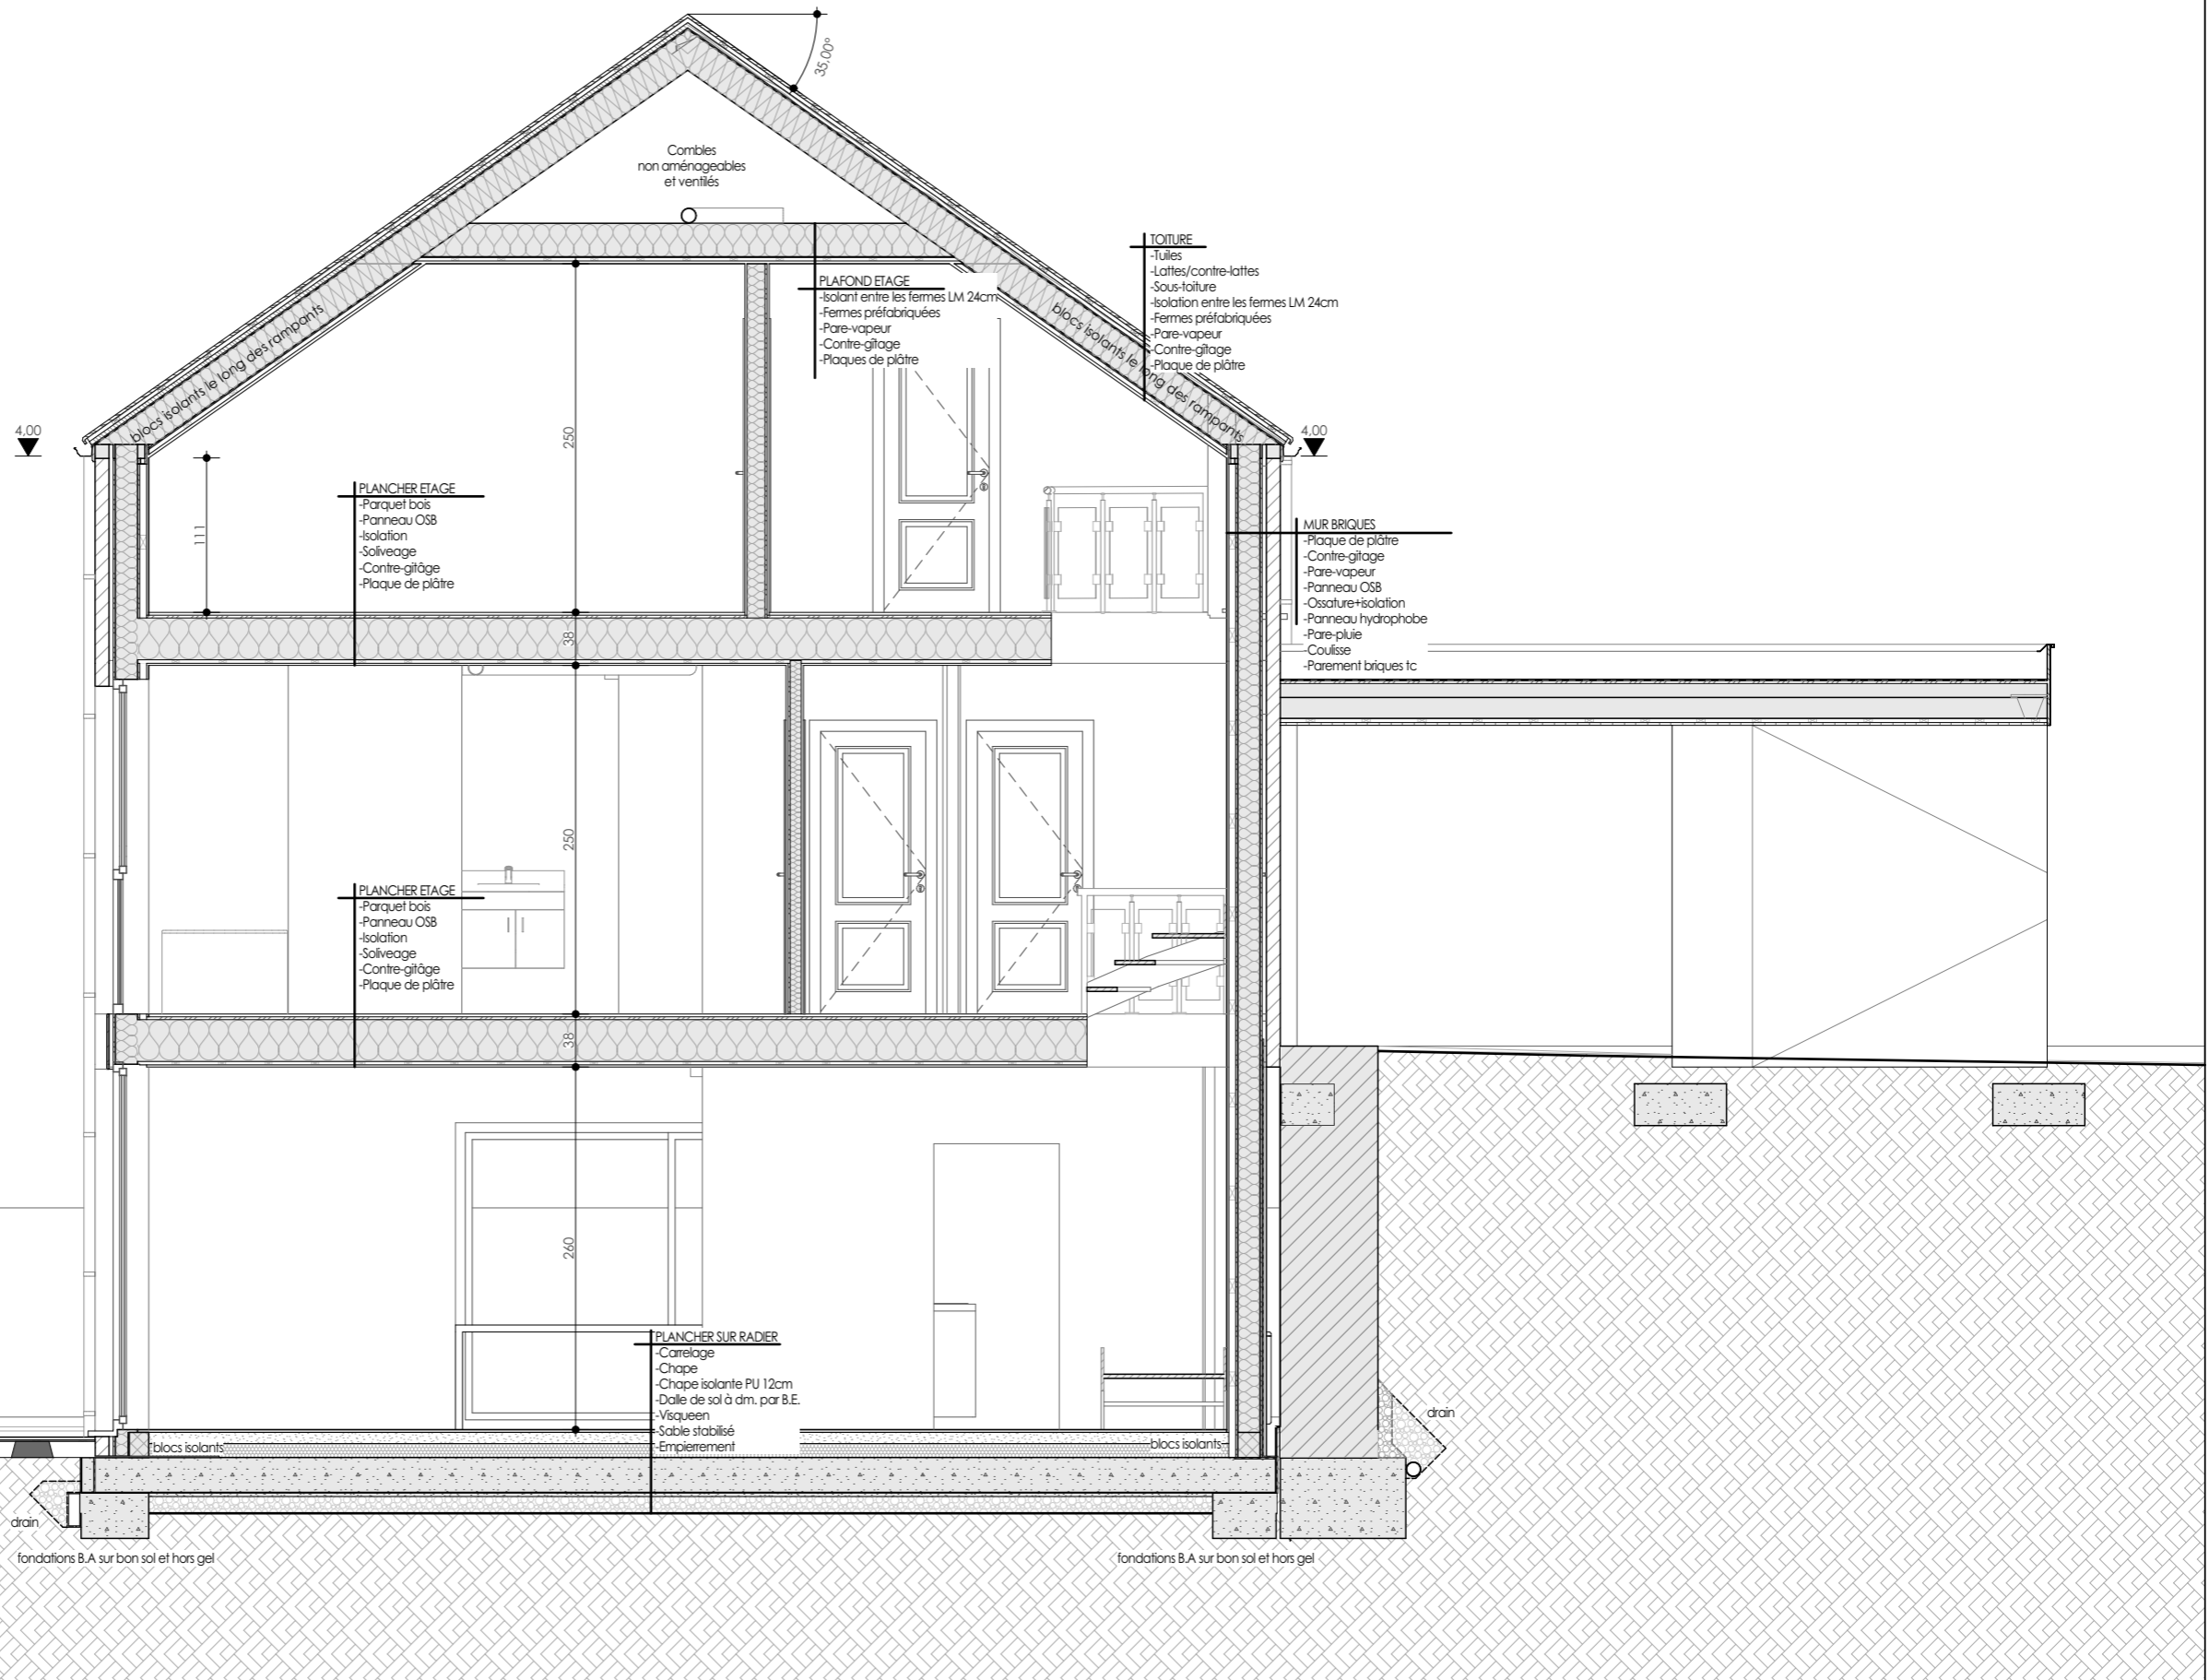 35,00°
Combles
non aménageables
et ventilés
TOITURE
-Tuiles
-Lattes/contre-lattes
-Sous-toiture
-Isolation entre les fermes LM 24cm
-Fermes préfabriquées
-Pare-vapeur
-Contre-gîtage
-Plaque de plâtre
PLAFOND ETAGE
-Isolant entre les fermes LM 24cm
-Fermes préfabriquées
-Pare-vapeur
-Contre-gîtage
-Plaques de plâtre
blocs isolants le long des rampants
blocs isolants le long des rampants
4,00
4,00
250
111
PLANCHER ETAGE
-Parquet bois
-Panneau OSB
-Isolation
-Soliveage
-Contre-gitâge
-Plaque de plâtre
MUR BRIQUES
-Plaque de plâtre
-Contre-gitage
-Pare-vapeur
-Panneau OSB
-Ossature+isolation
-Panneau hydrophobe
-Pare-pluie
-Coulisse
-Parement briques tc
38
250
PLANCHER ETAGE
-Parquet bois
-Panneau OSB
-Isolation
-Soliveage
-Contre-gitâge
-Plaque de plâtre
38
260
PLANCHER SUR RADIER
-Carrelage
-Chape
-Chape isolante PU 12cm
-Dalle de sol à dm. par B.E.
-Visqueen
-Sable stabilisé
-Empierrement
blocs isolants
blocs isolants
drain
drain
fondations B.A sur bon sol et hors gel
fondations B.A sur bon sol et hors gel